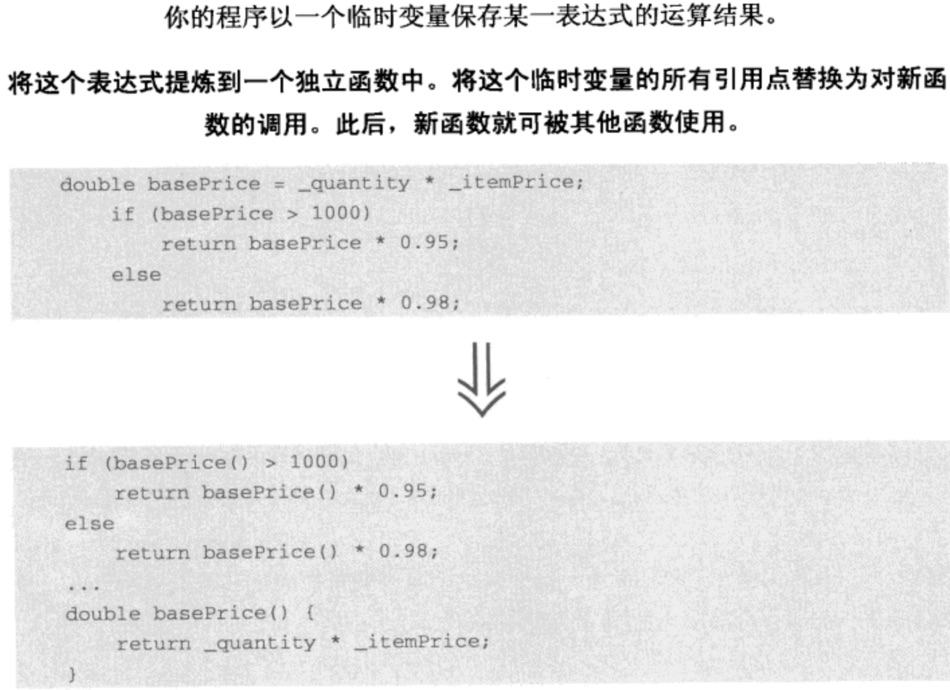 你的程序以一个临时变量保存某一表达式的运算结果。
将这个表达式提炼到一个独立函数中。将这个临时变量的所有引用点替换为对新函
数的调用。此后，新函数就可被其他函数使用。
double basePrice = _quantity * _itemPrice;
if (basePrice > 1000)
return basePrice * 0.95;
else
return basePrice * 0.98;
if (basePrice() > 1000)
return basePrice() * 0.95;
else
return basePrice() * 0.98;
...
double basePrice() {
return _quantity * _itemPrice;
}